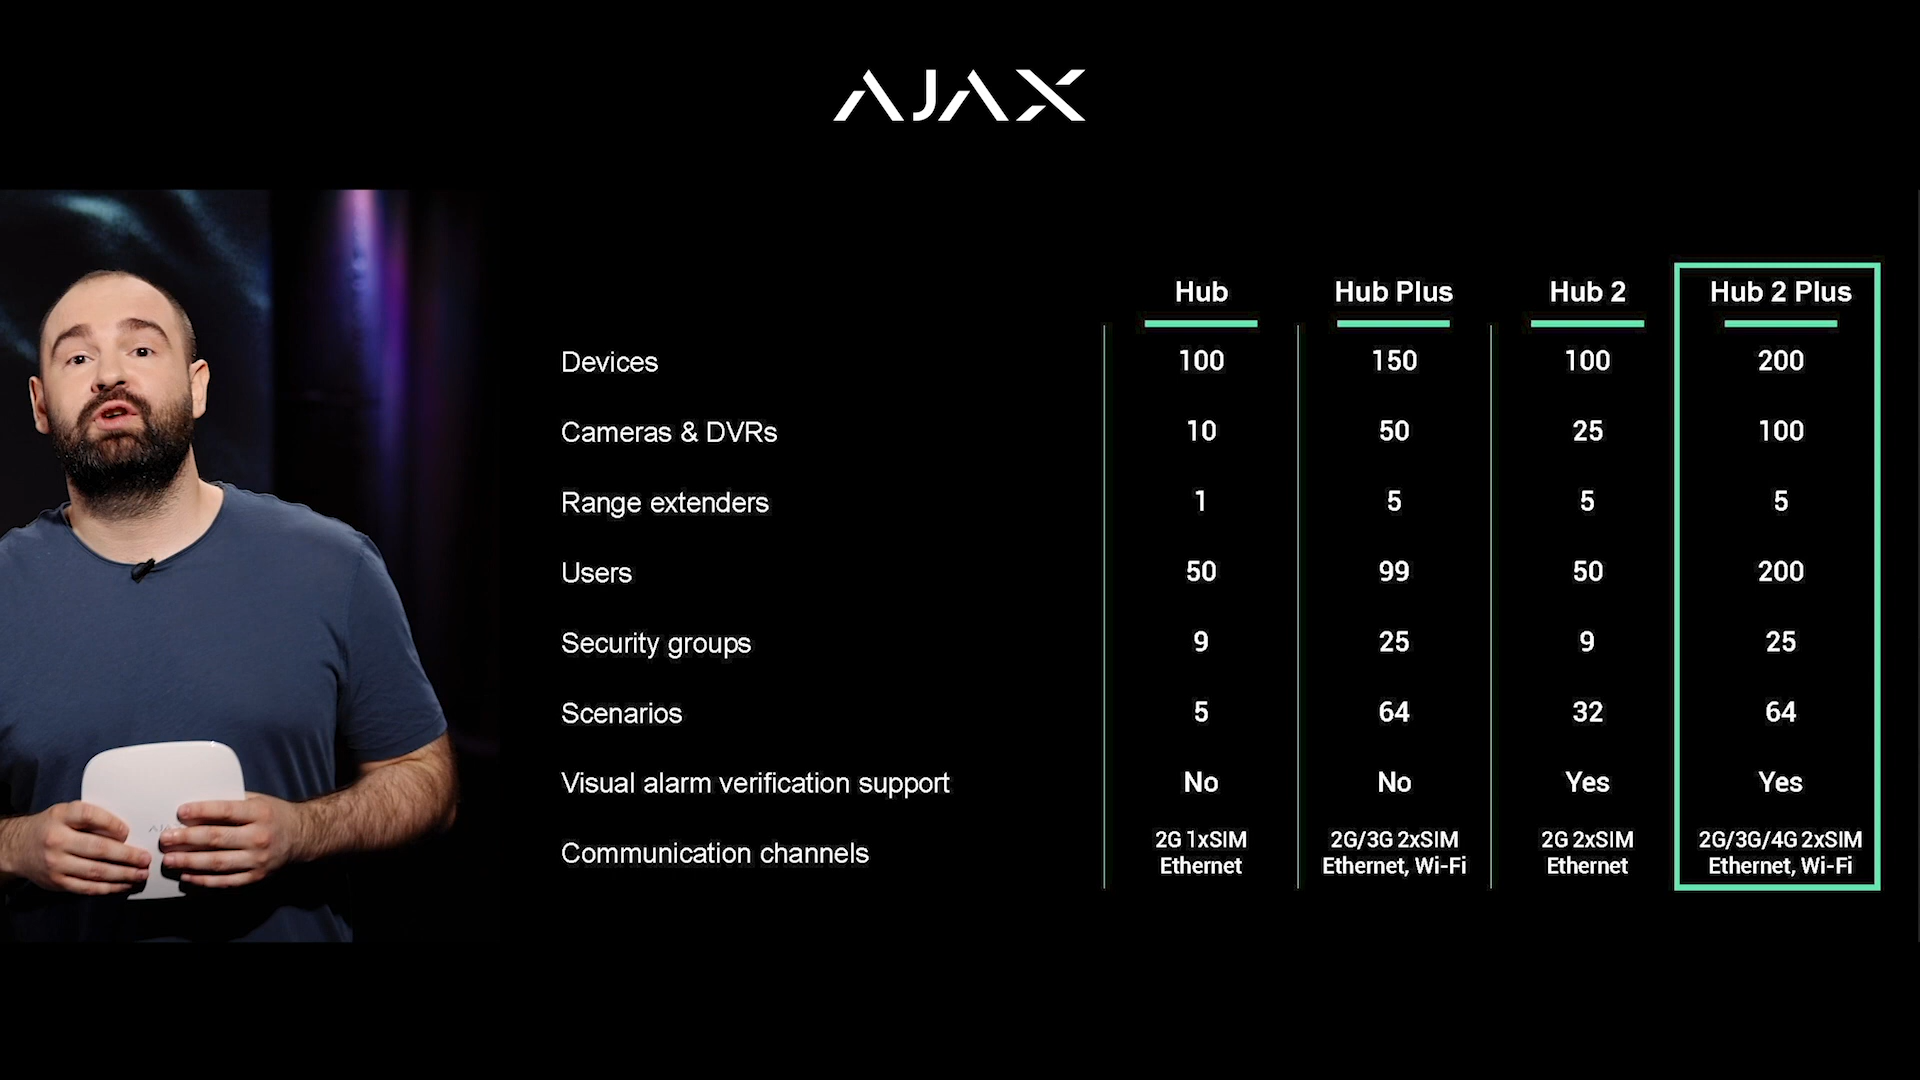 AJAX
Hub Hub Plus Hub 2 Hub 2 Plus
Devices 100 150 100 200
Cameras & DVRs 10 50 25 100
Range extenders 1 5 5 5
Users 50 99 50 200
Security groups 9 25 9 25
Scenarios 5 64 32 64
Visual alarm verification support No No Yes Yes
Communication channels 2G 1xSIM Ethernet 2G/3G 2xSIM Ethernet, Wi-Fi 2G 2xSIM Ethernet 2G/3G/4G 2xSIM Ethernet, Wi-Fi